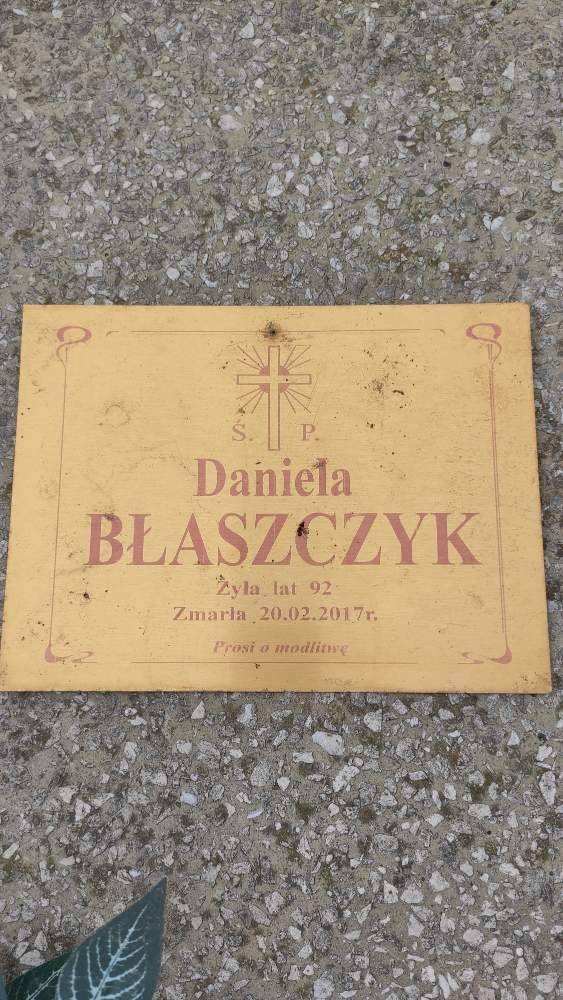 Ś. P.
Daniela
BŁASZCZYK
Żyła lat 92
Zmarła 20.02.2017r.
Prosi o modlitwę